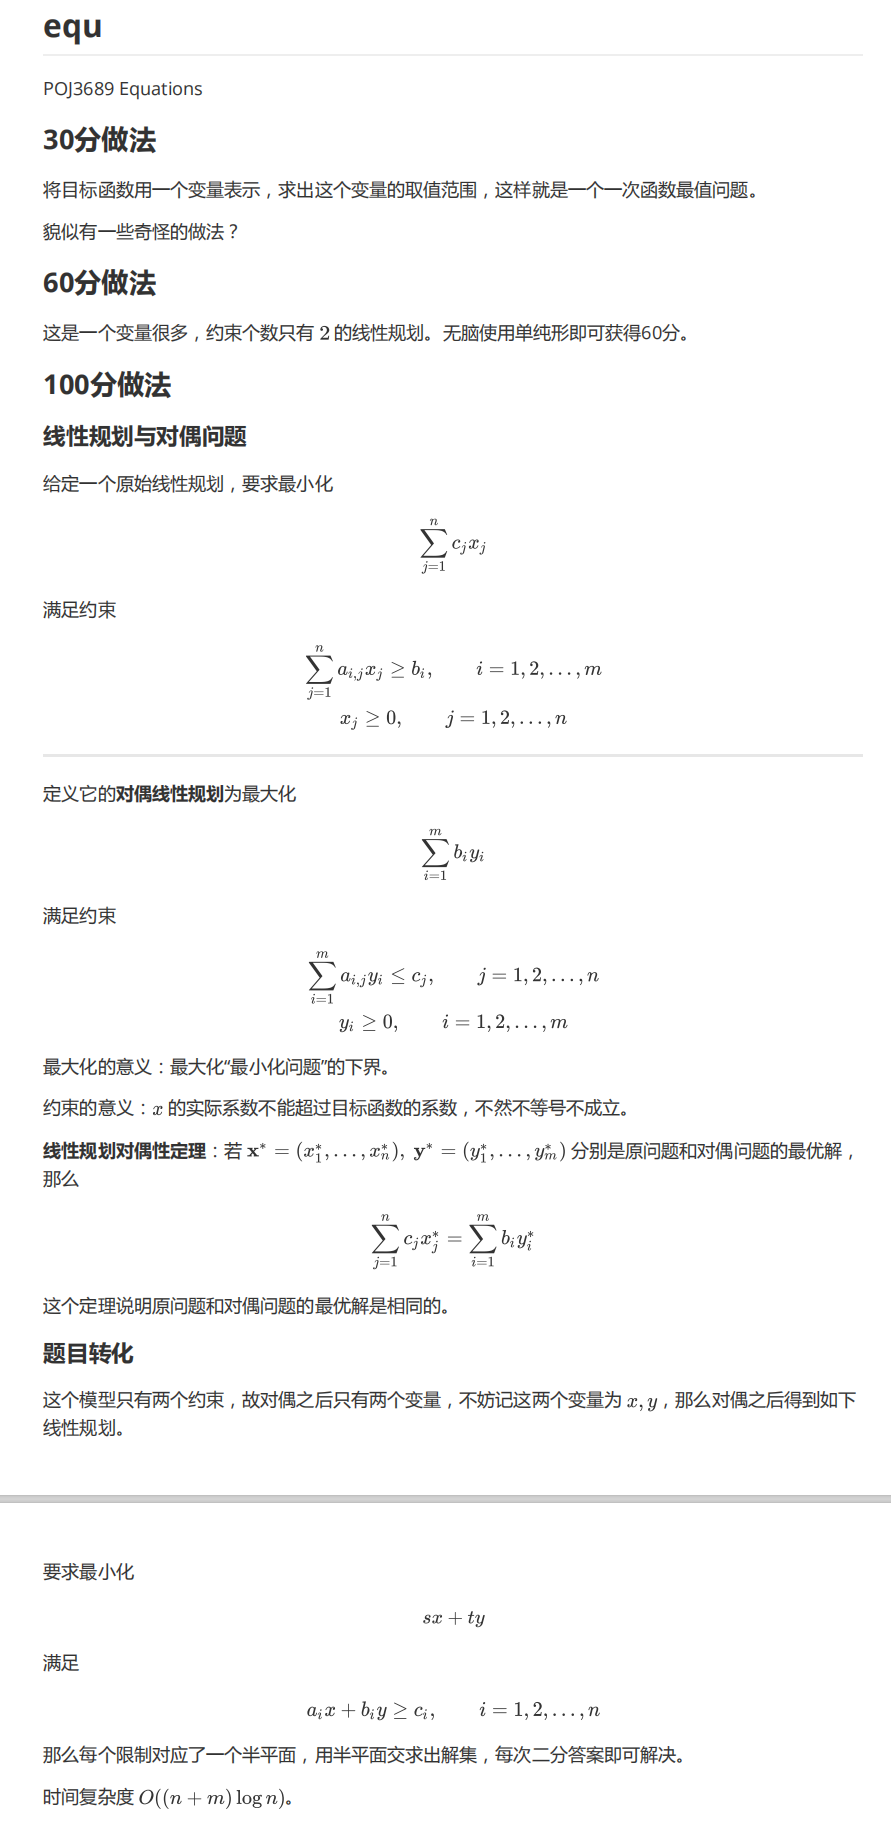 equ
POJ3689 Equations
30分做法
将目标函数用一个变量表示，求出这个变量的取值范围，这样就是一个一次函数最值问题。
貌似有一些奇怪的做法？
60分做法
这是一个变量很多，约束个数只有 2 的线性规划。无脑使用单纯形即可获得60分。
100分做法
线性规划与对偶问题
给定一个原始线性规划，要求最小化
$$\sum_{j=1}^{n} c_j x_j$$
满足约束
$$\sum_{j=1}^{n} a_{i,j} x_j \geq b_i, \qquad i = 1, 2, \ldots, m$$
$$x_j \geq 0, \qquad j = 1, 2, \ldots, n$$
定义它的对偶线性规划为最大化
$$\sum_{i=1}^{m} b_i y_i$$
满足约束
$$\sum_{i=1}^{m} a_{i,j} y_i \leq c_j, \qquad j = 1, 2, \ldots, n$$
$$y_i \geq 0, \qquad i = 1, 2, \ldots, m$$
最大化的意义：最大化“最小化问题”的下界。
约束的意义：$x$ 的实际系数不能超过目标函数的系数，不然不等号不成立。
线性规划对偶性定理：若 $\mathbf{x}^* = (x_1^*, \ldots, x_n^*), \mathbf{y}^* = (y_1^*, \ldots, y_m^*)$ 分别是原问题和对偶问题的最优解，
那么
$$\sum_{j=1}^{n} c_j x_j^* = \sum_{i=1}^{m} b_i y_i^*$$
这个定理说明原问题和对偶问题的最优解是相同的。
题目转化
这个模型只有两个约束，故对偶之后只有两个变量，不妨记这两个变量为 $x, y$，那么对偶之后得到如下
线性规划。
要求最小化
$$sx + ty$$
满足
$$a_i x + b_i y \geq c_i, \qquad i = 1, 2, \ldots, n$$
那么每个限制对应了一个半平面，用半平面交求出解集，每次二分答案即可解决。
时间复杂度 $O((n + m) \log n)$。